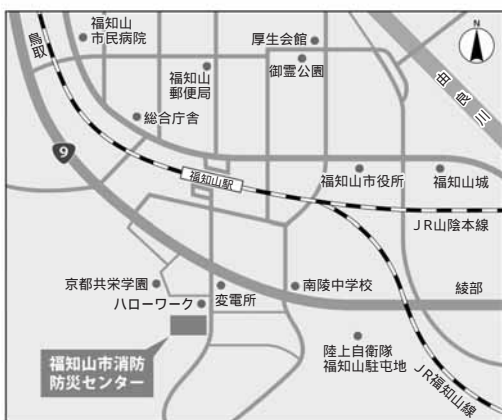 鳥取
福知山
市民病院
厚生会館
御霊公園
N
福知山
郵便局
由良川
総合庁舎
9
福知山駅
福知山市役所
福知山城
JR山陰本線
京都共栄学園
南陵中学校
綾部
ハローワーク
変電所
福知山市消防
防災センター
陸上自衛隊
福知山駐屯地
JR福知山線